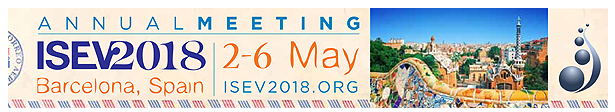 ANNUAL MEETING
ISEV2018
Barcelona, Spain
2-6 May
ISEV2018.ORG